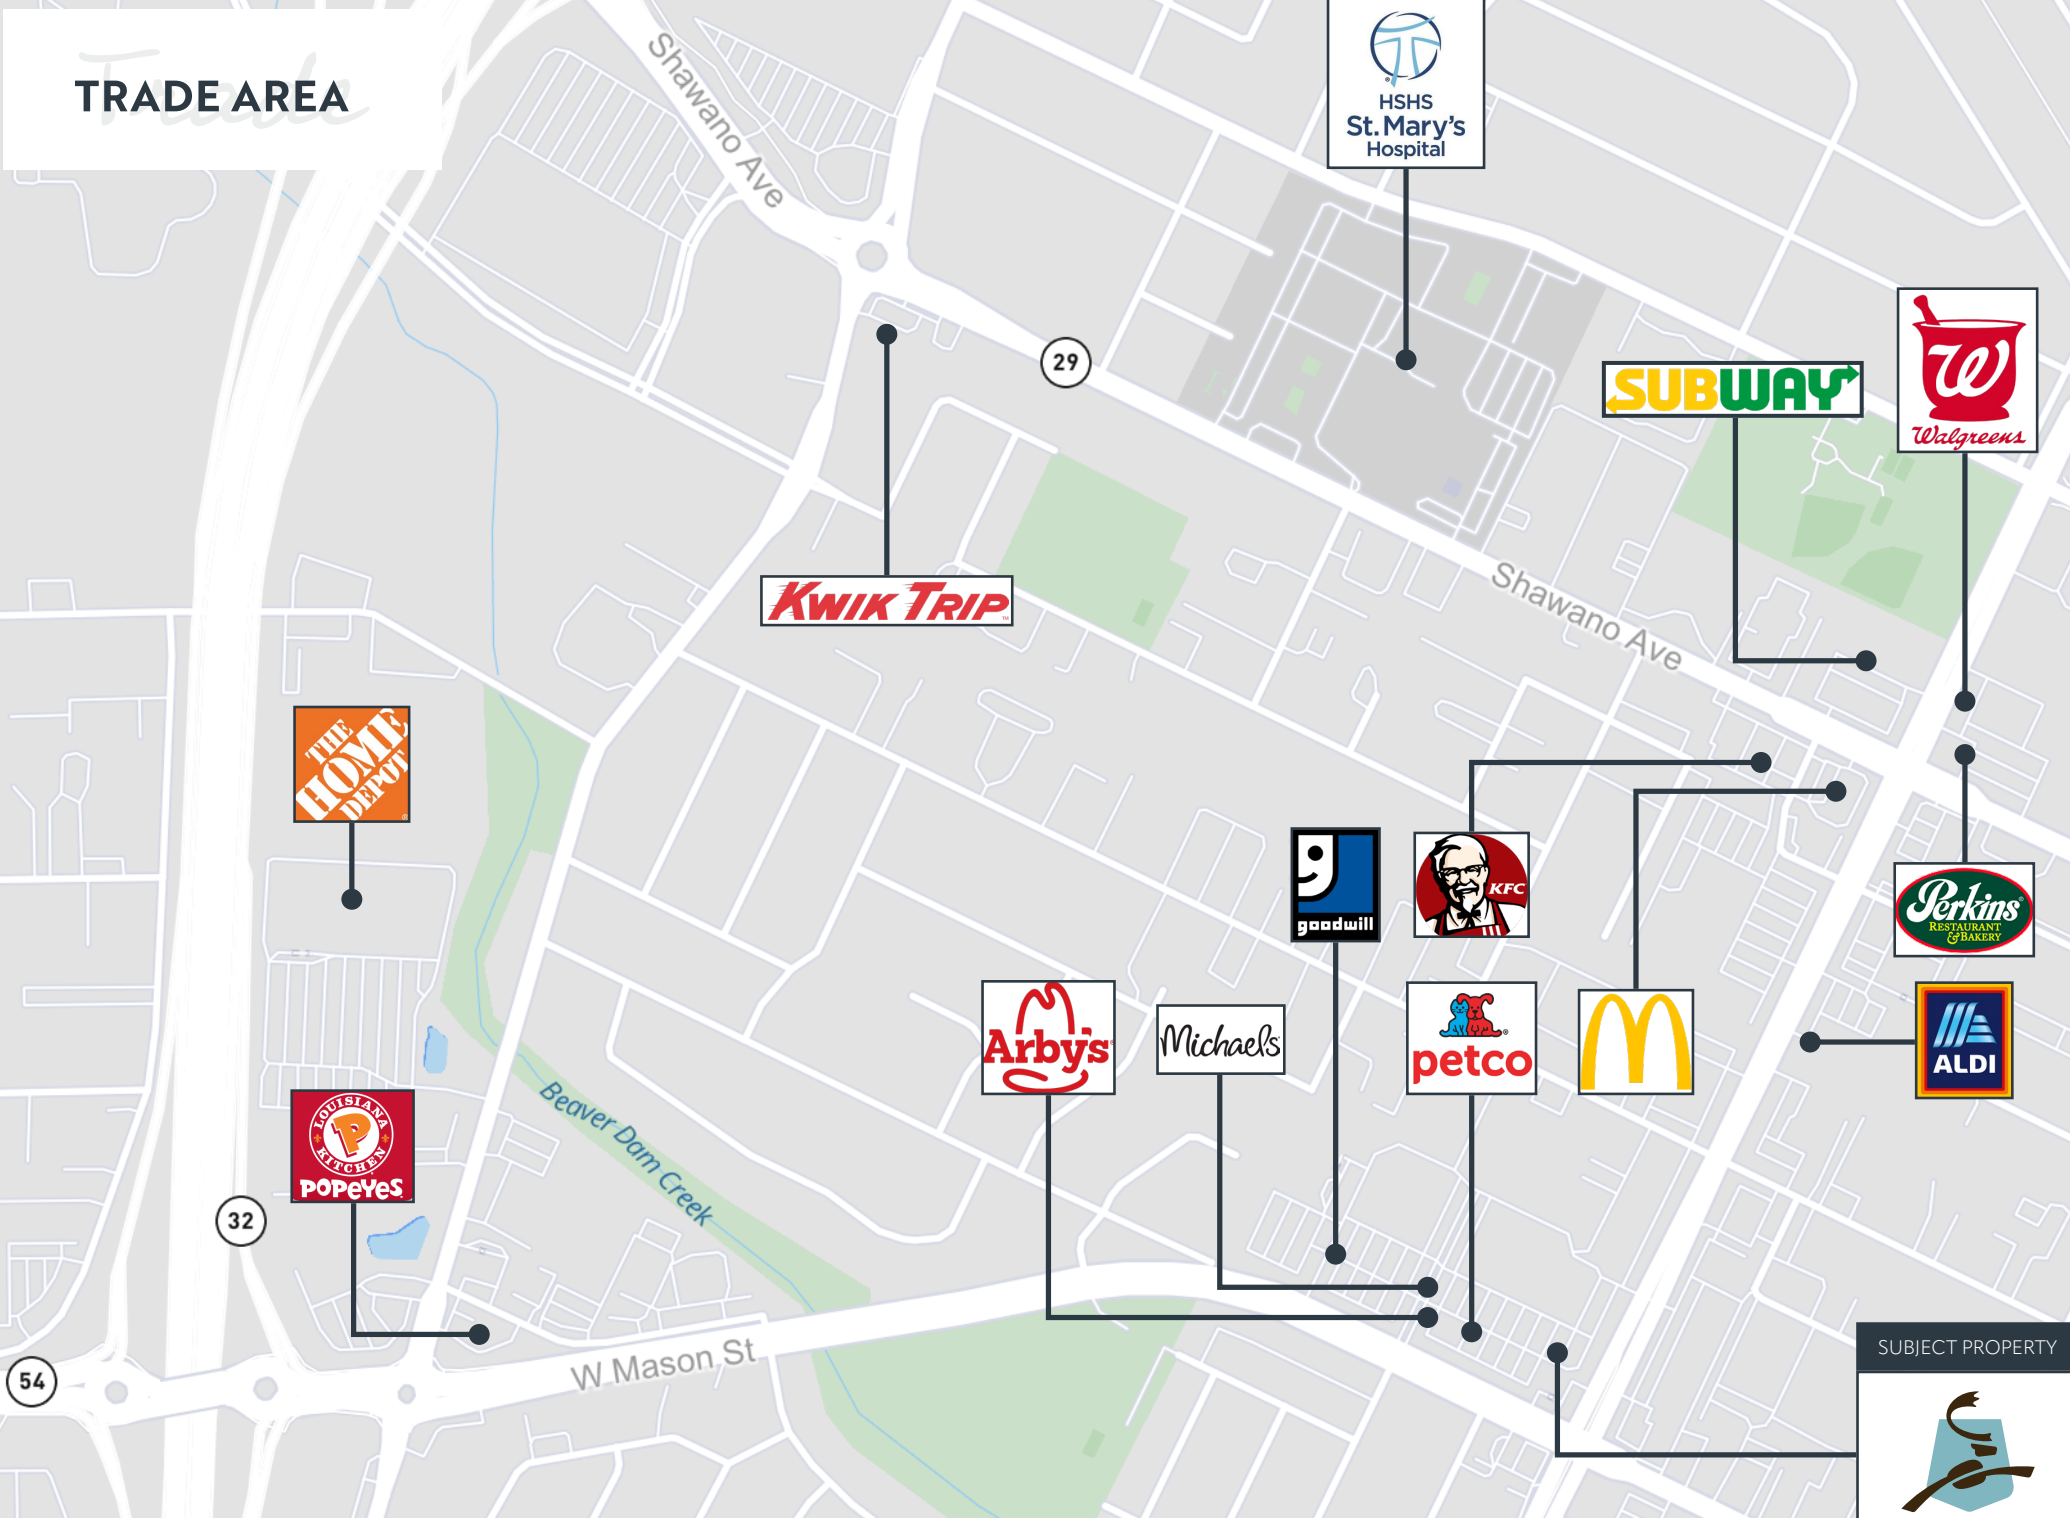 Trade
TRADE AREA
Shawano Ave
HSHS
St. Mary's
Hospital
29
SUBWAY
Walgreens
KWIK TRIP
Shawano Ave
THE
HOME
DEPOT
goodwill
KFC
Perkins
RESTAURANT
& BAKERY
Arby's
Michaels
petco
ALDI
LOUISIANA
KITCHEN
POPEYES
Beaver Dam Creek
32
54
W Mason St
SUBJECT PROPERTY